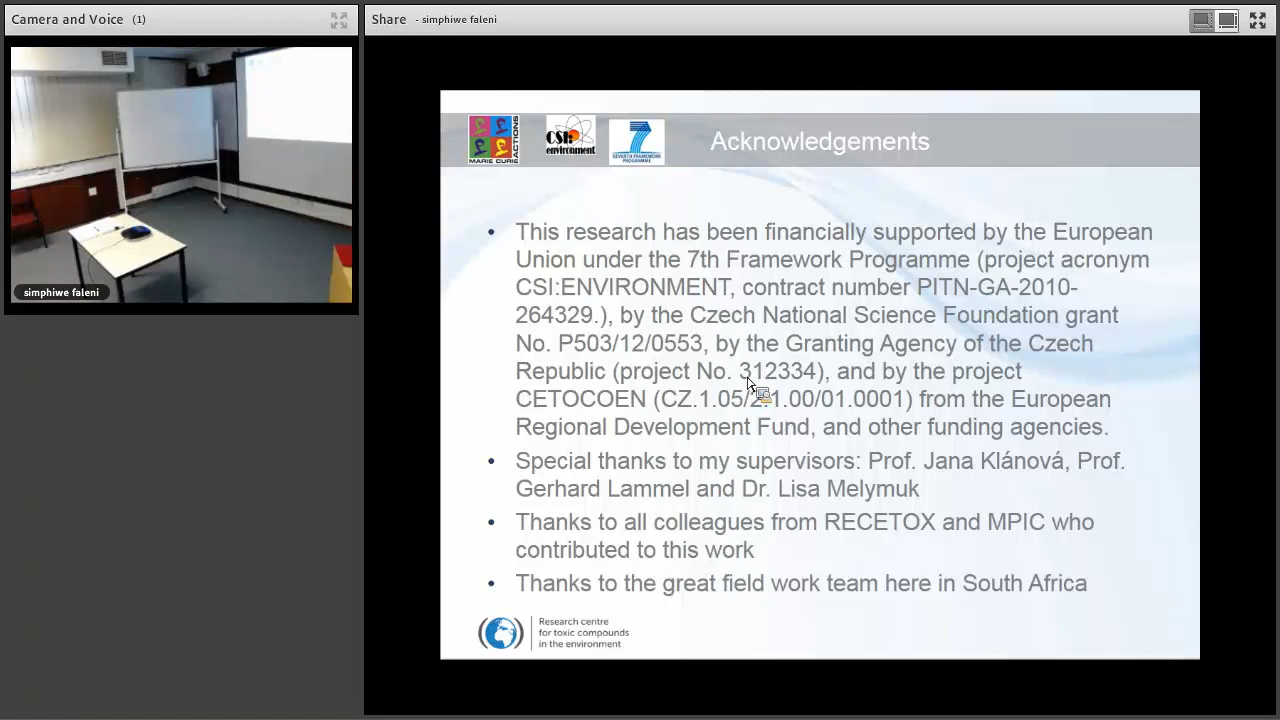 Camera and Voice (1)
simphiwe faleni
Share - simphiwe faleni
MARIE CURIE ACTIONS
CSI:
environment
7
SEVENTH FRAMEWORK
PROGRAMME
Acknowledgements
• This research has been financially supported by the European
Union under the 7th Framework Programme (project acronym
CSI:ENVIRONMENT, contract number PITN-GA-2010-
264329.), by the Czech National Science Foundation grant
No. P503/12/0553, by the Granting Agency of the Czech
Republic (project No. 312334), and by the project
CETOCOEN (CZ.1.05/2.1.00/01.0001) from the European
Regional Development Fund, and other funding agencies.
• Special thanks to my supervisors: Prof. Jana Klánová, Prof.
Gerhard Lammel and Dr. Lisa Melymuk
• Thanks to all colleagues from RECETOX and MPIC who
contributed to this work
• Thanks to the great field work team here in South Africa
Research centre
for toxic compounds
in the environment